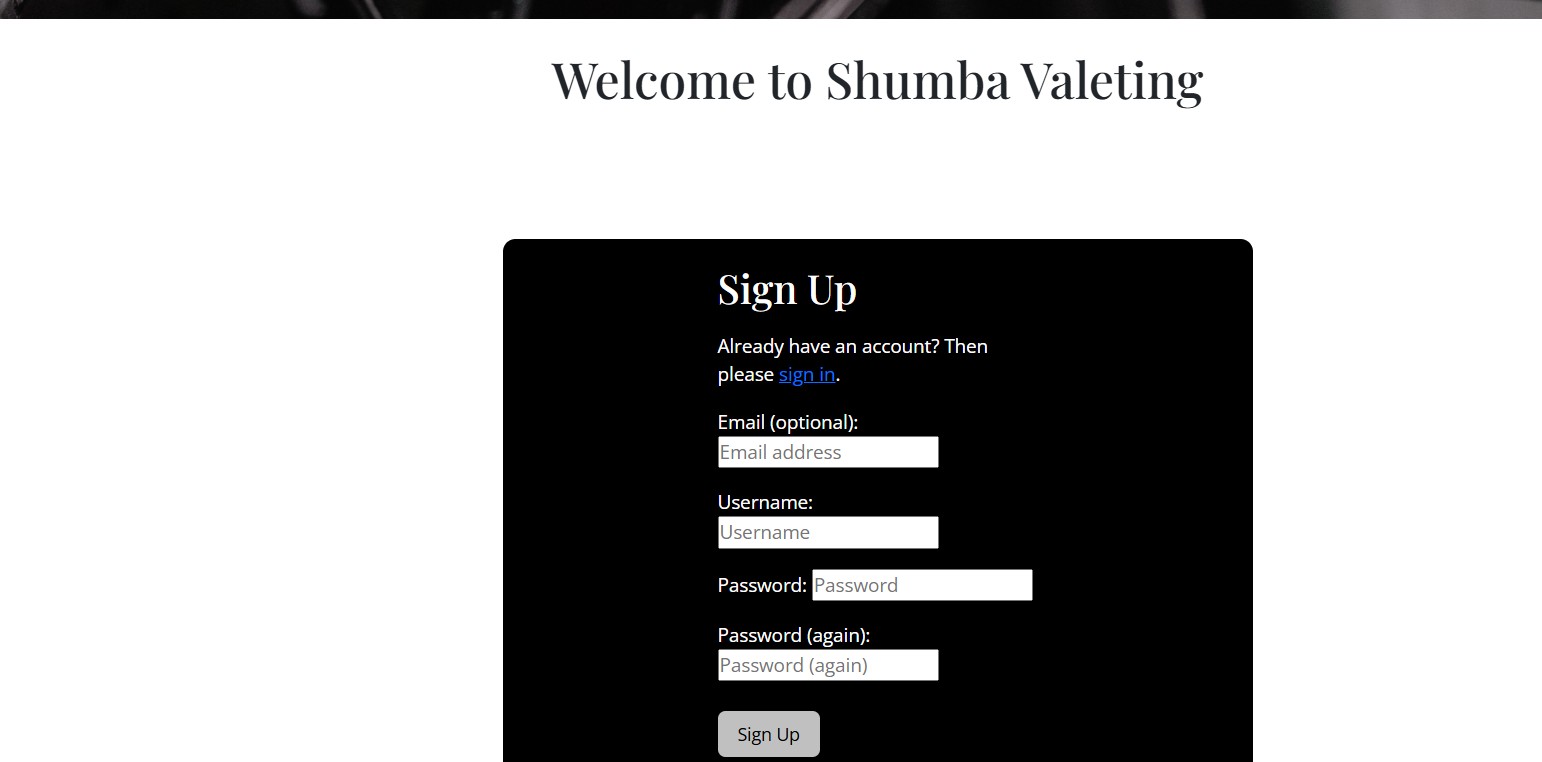 Welcome to Shumba Valeting
Sign Up
Already have an account? Then
please sign in.
Email (optional):
Email address
Username:
Username
Password: Password
Password (again):
Password (again)
Sign Up